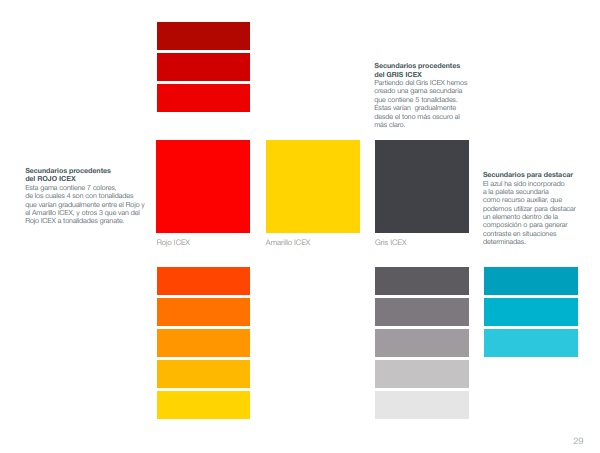 Secundarios procedentes
del GRIS ICEX
Partiendo del Gris ICEX hemos
creado una gama secundaria
que contiene 5 tonalidades.
Éstas varían gradualmente
desde el tono más oscuro al
más claro.
Secundarios procedentes
del ROJO ICEX
Esta gama contiene 7 colores,
de los cuales 4 son con tonalidades
que varían gradualmente entre el Rojo y
el Amarillo ICEX, y otros 3 que van del
Rojo ICEX a tonalidades granate.
Secundarios para destacar
El azul ha sido incorporado
a la paleta secundaria
como recurso auxiliar, que
podemos utilizar para destacar
un elemento dentro de la
composición o para generar
contraste en situaciones
determinadas.
Rojo ICEX
Amarillo ICEX
Gris ICEX
29